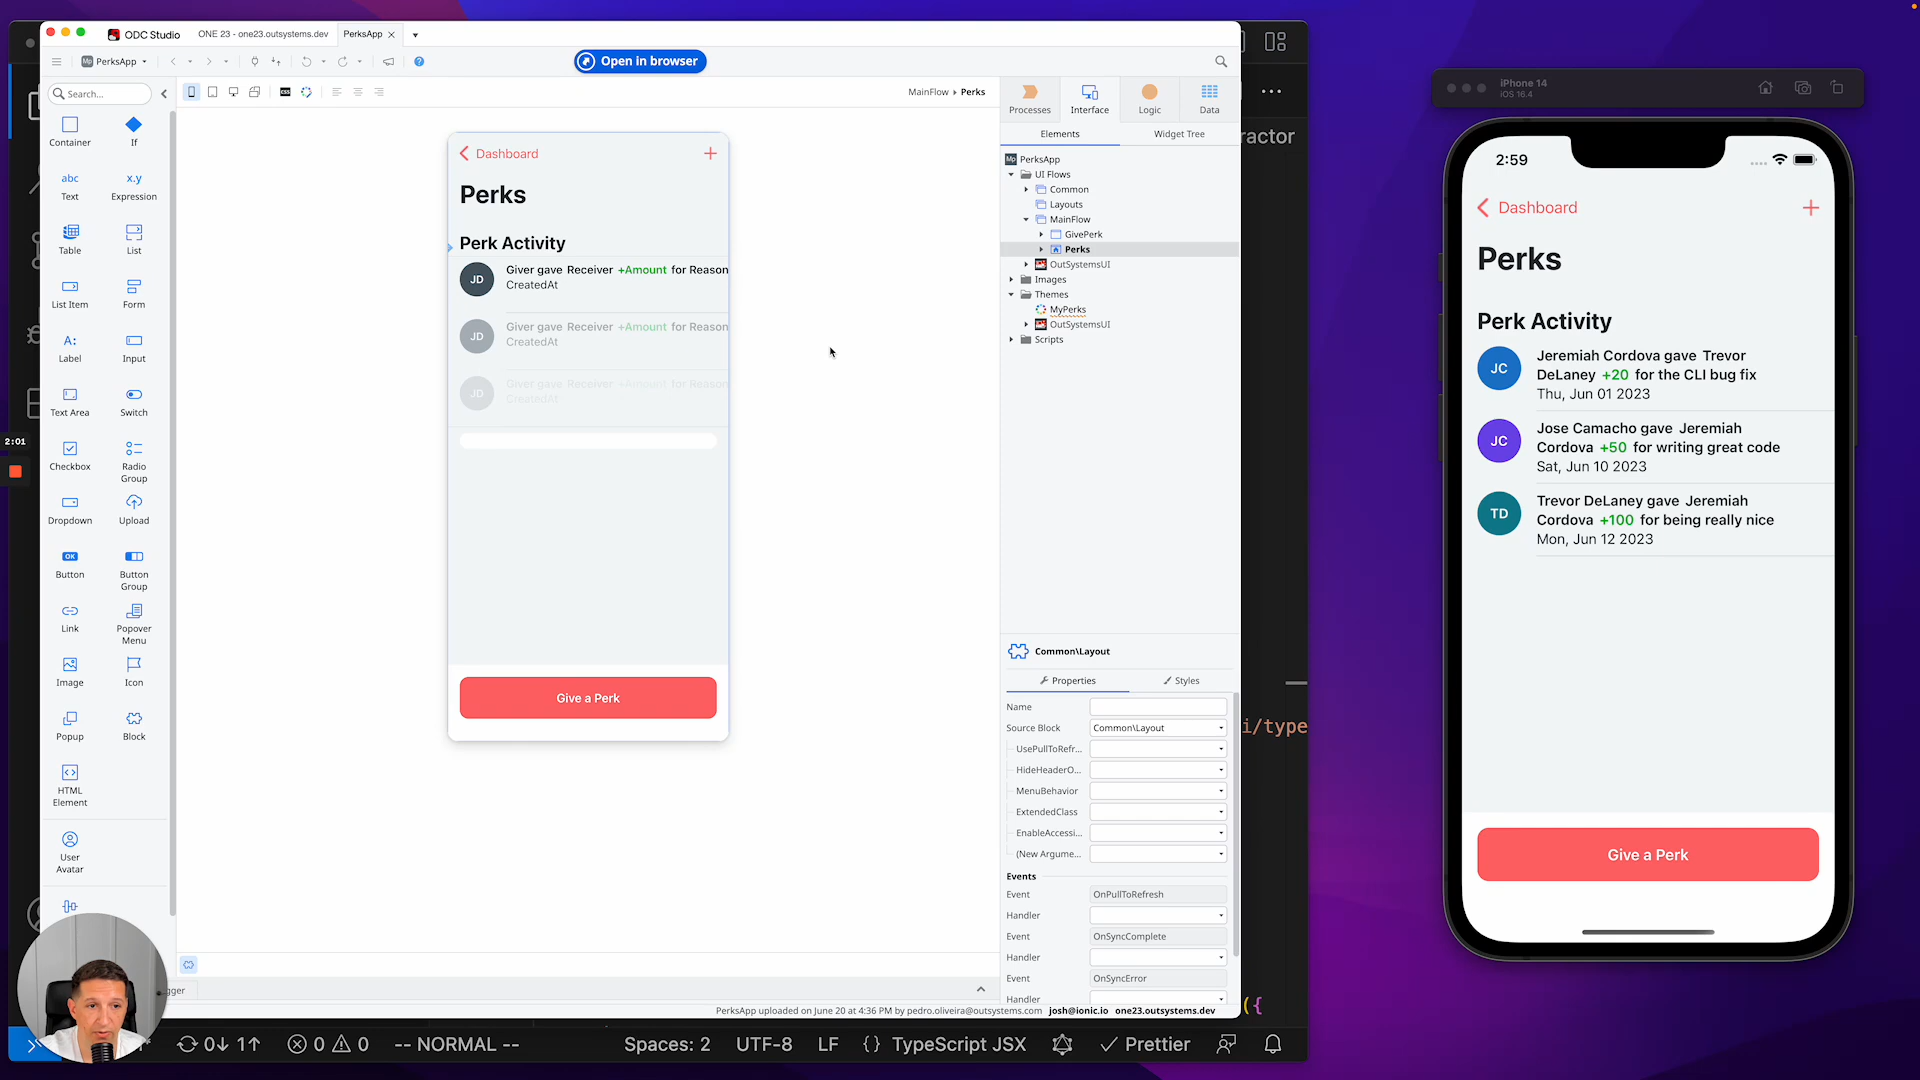 ODC Studio
ONE 23 - one23.outsystems.dev
PerksApp
PerksApp
Open in browser
Search...
MainFlow
Perks
Container
If
abc
Text
x.y
Expression
Table
List
List Item
Form
A:
Label
Input
Text Area
Switch
Checkbox
Radio
Group
Dropdown
Upload
OK
Button
Button
Group
Link
Popover
Menu
Image
Icon
Popup
Block
HTML
Element
User
Avatar
2:01
Dashboard
Perks
Perk Activity
JD
Giver gave Receiver +Amount for Reason
CreatedAt
JD
Giver gave Receiver +Amount for Reason
CreatedAt
JD
Giver gave Receiver +Amount for Reason
CreatedAt
Give a Perk
Processes
Interface
Logic
Data
Elements
Widget Tree
Mp PerksApp
UI Flows
Common
Layouts
MainFlow
GivePerk
Perks
OutSystemsUI
Images
Themes
MyPerks
OutSystemsUI
Scripts
Common\Layout
Properties
Styles
Name
Source Block
Common\Layout
UsePullToRefr...
HideHeaderO...
MenuBehavior
ExtendedClass
EnableAccessi...
(New Argume...
Events
Event
OnPullToRefresh
Handler
Event
OnSyncComplete
Handler
Event
OnSyncError
Handler
gger
PerksApp uploaded on June 20 at 4:36 PM by pedro.oliveira@outsystems.com
josh@ionic.io
one23.outsystems.dev
ractor
i/type
({
0↓ 1↑
0
0
-- NORMAL --
Spaces: 2
UTF-8
LF
{} TypeScript JSX
Prettier
iPhone 14
iOS 16.4
2:59
Dashboard
Perks
Perk Activity
JC
Jeremiah Cordova gave Trevor
DeLaney +20 for the CLI bug fix
Thu, Jun 01 2023
JC
Jose Camacho gave Jeremiah
Cordova +50 for writing great code
Sat, Jun 10 2023
TD
Trevor DeLaney gave Jeremiah
Cordova +100 for being really nice
Mon, Jun 12 2023
Give a Perk